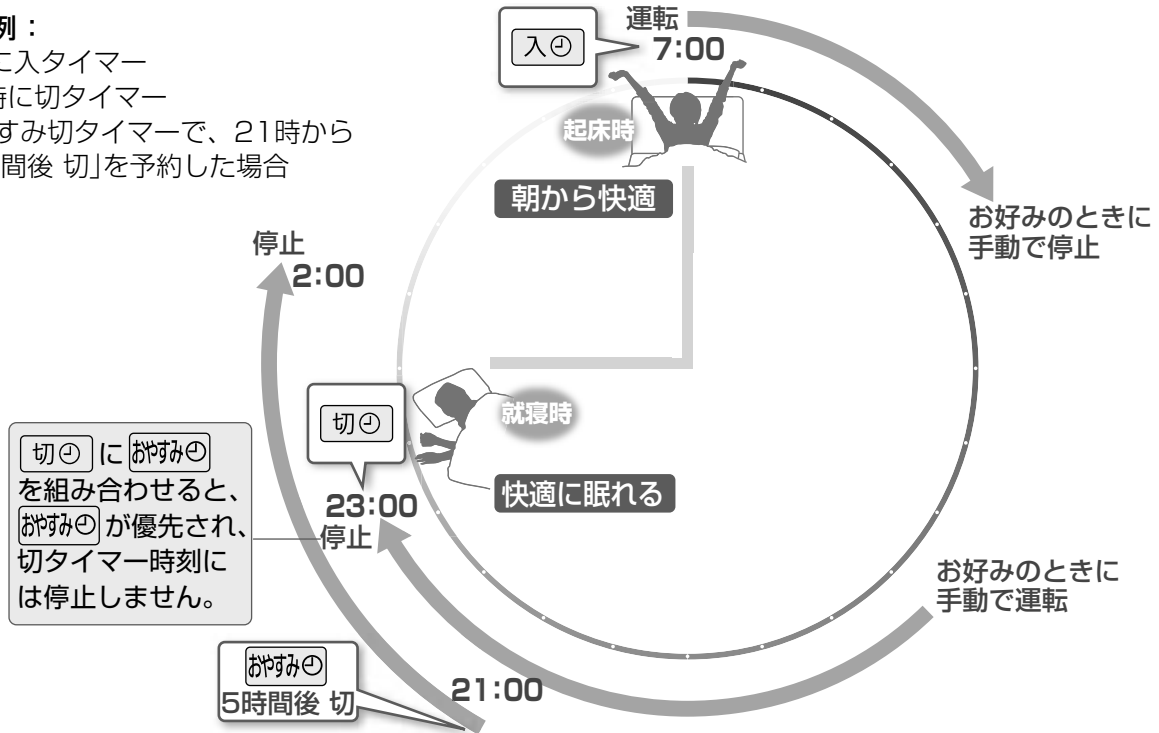 例：
に入タイマー
時に切タイマー
すみ切タイマーで、21時から
間後 切」を予約した場合
入
運転
7:00
起床時
朝から快適
お好みのときに
手動で停止
停止
2:00
切
就寝時
快適に眠れる
23:00
停止
切 に おやすみ
を組み合わせると、
おやすみ が優先され、
切タイマー時刻に
は停止しません。
お好みのときに
手動で運転
おやすみ
5時間後 切
21:00